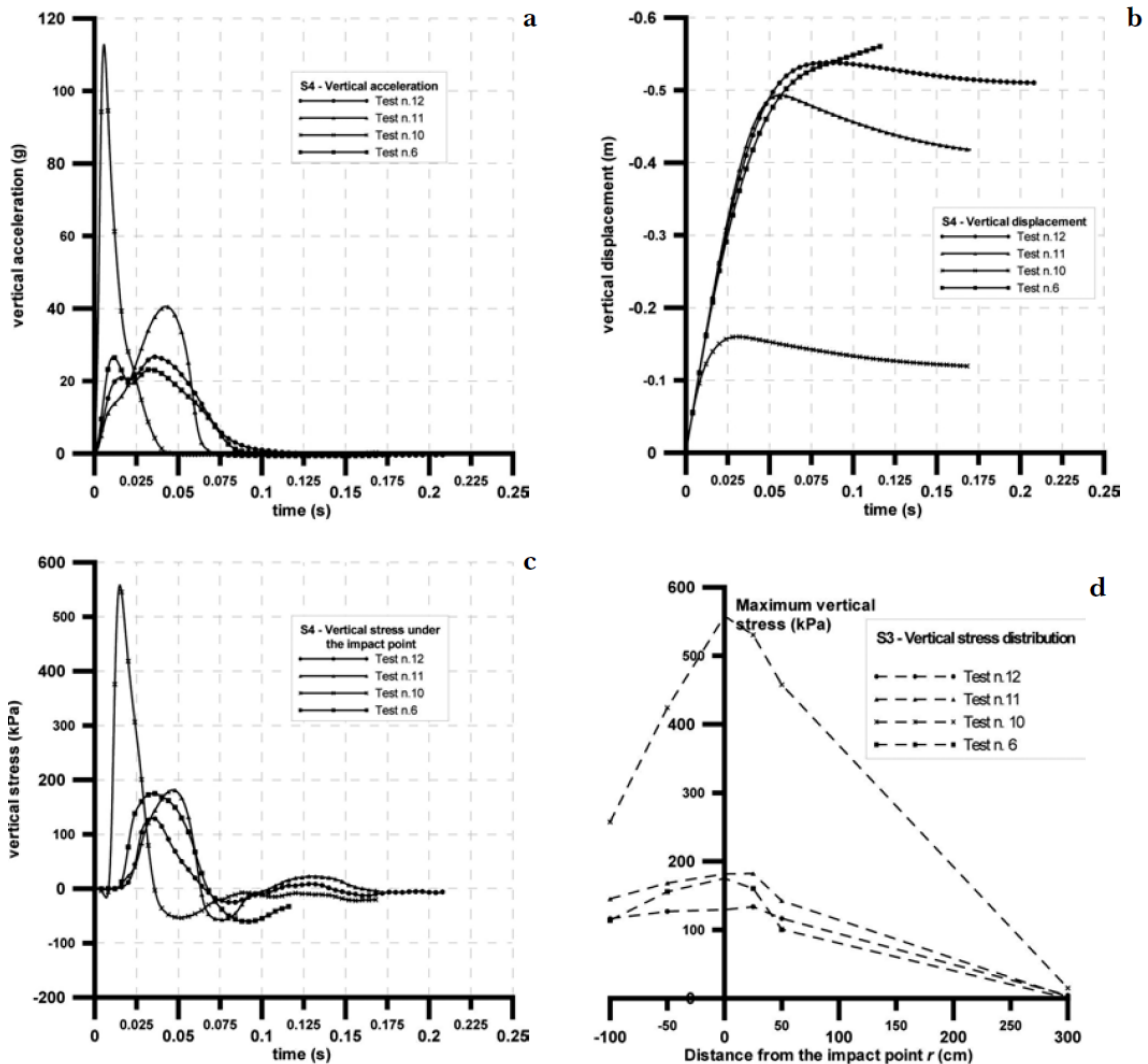 a
120
100
80
60
40
20
0
vertical acceleration (g)
S4 - Vertical acceleration
Test n.12
Test n.11
Test n.10
Test n.6
0 0.025 0.05 0.075 0.1 0.125 0.15 0.175 0.2 0.225 0.25
time (s)
b
-0.6
-0.5
-0.4
-0.3
-0.2
-0.1
0
vertical displacement (m)
S4 - Vertical displacement
Test n.12
Test n.11
Test n.10
Test n.6
0 0.025 0.05 0.075 0.1 0.125 0.15 0.175 0.2 0.225 0.25
time (s)
c
600
500
400
300
200
100
0
-100
-200
vertical stress (kPa)
S4 - Vertical stress under
the impact point
Test n.12
Test n.11
Test n.10
Test n.6
0 0.025 0.05 0.075 0.1 0.125 0.15 0.175 0.2 0.225 0.25
time (s)
d
600
500
400
300
200
100
0
Maximum vertical
stress (kPa)
S3 - Vertical stress distribution
Test n.12
Test n.11
Test n. 10
Test n. 6
-100 -50 0 50 100 150 200 250 300
Distance from the impact point r (cm)